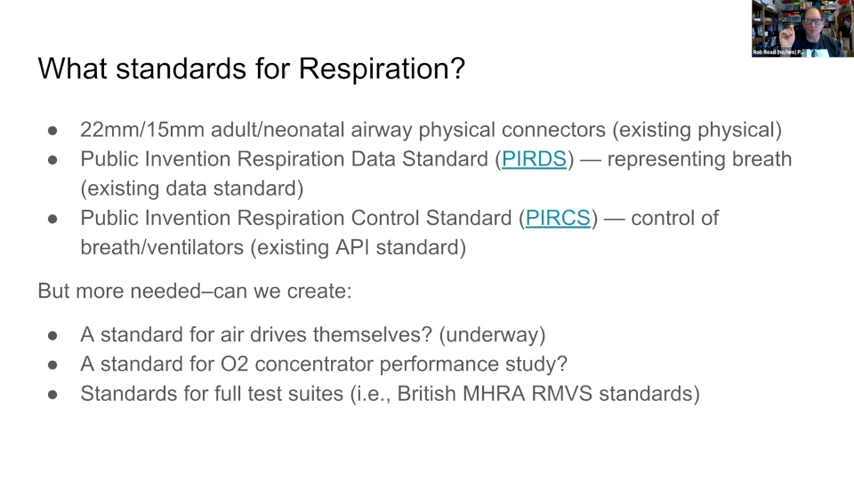 What standards for Respiration?
● 22mm/15mm adult/neonatal airway physical connectors (existing physical)
● Public Invention Respiration Data Standard (PIRDS) — representing breath
(existing data standard)
● Public Invention Respiration Control Standard (PIRCS) — control of
breath/ventilators (existing API standard)
But more needed–can we create:
● A standard for air drives themselves? (underway)
● A standard for O2 concentrator performance study?
● Standards for full test suites (i.e., British MHRA RMVS standards)
Rob Read